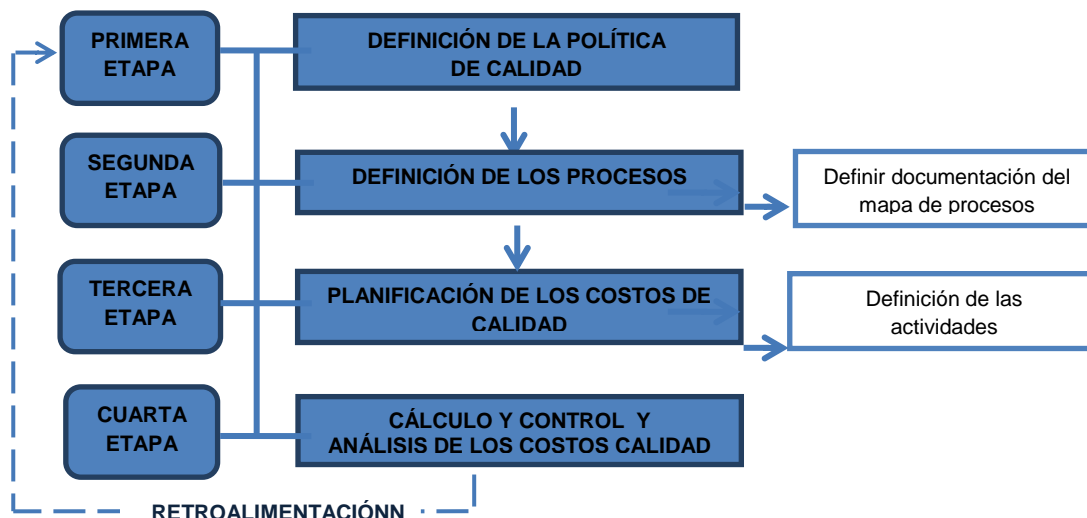 PRIMERA
ETAPA
DEFINICIÓN DE LA POLÍTICA
DE CALIDAD
SEGUNDA
ETAPA
DEFINICIÓN DE LOS PROCESOS
Definir documentación del
mapa de procesos
TERCERA
ETAPA
PLANIFICACIÓN DE LOS COSTOS DE
CALIDAD
Definición de las
actividades
CUARTA
ETAPA
CÁLCULO Y CONTROL Y
ANÁLISIS DE LOS COSTOS CALIDAD
RETROALIMENTACIÓNN